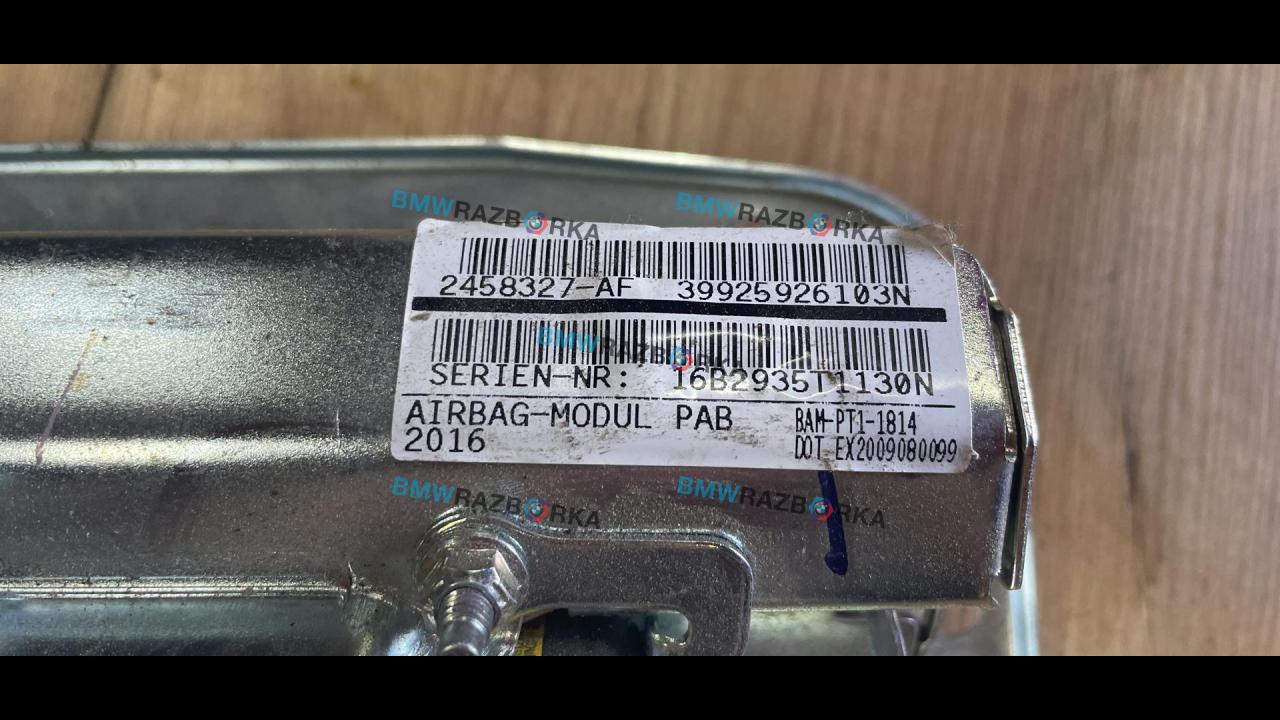 BMWRAZBORKA BMWRAZBORKA
2458327-AF 39925926103N
BMWRAZBORKA
SERIEN-NR: 16B2935T1130N
AIRBAG-MODUL PAB BAM-PT1-1814
2016 DOT EX2009080099
BMWRAZBORKA BMWRAZBORKA